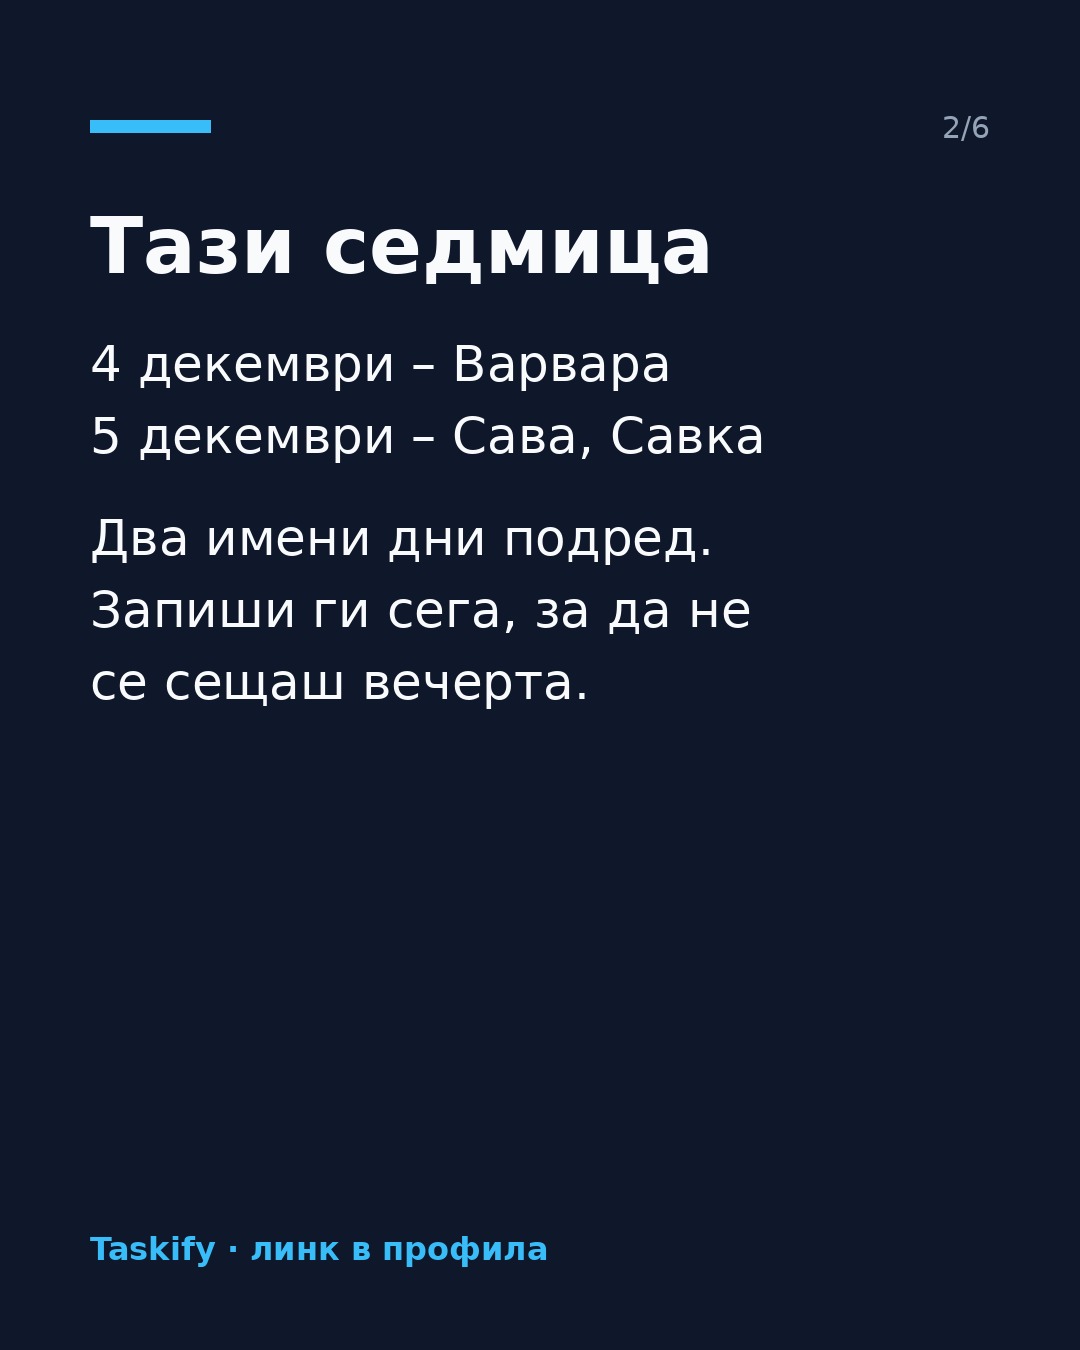 2/6
Тази седмица
4 декември – Варвара
5 декември – Сава, Савка
Два имени дни подред.
Запиши ги сега, за да не
се сещаш вечерта.
Taskify · линк в профила